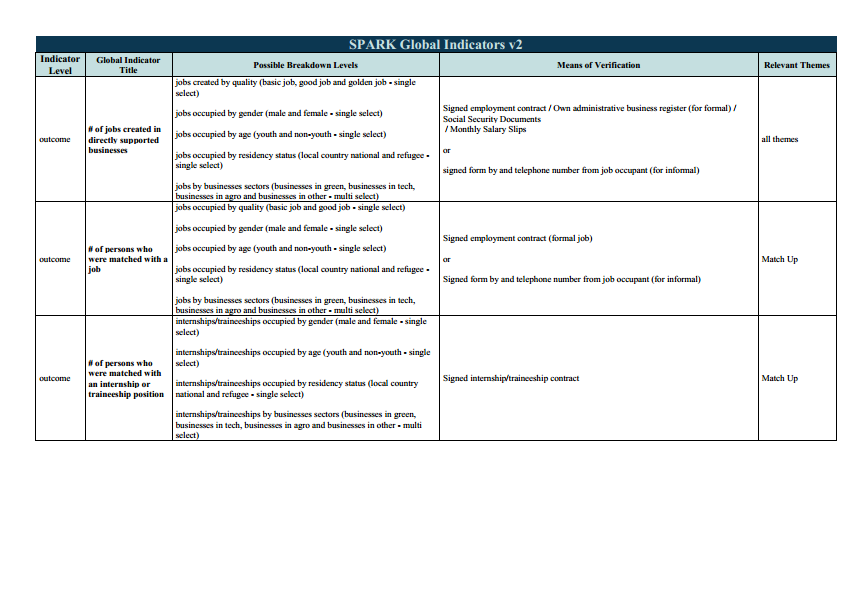 SPARK Global Indicators v2
Indicator
Level
Global Indicator
Title
Possible Breakdown Levels
Means of Verification
Relevant Themes
outcome
# of jobs created in
directly supported
businesses
jobs created by quality (basic job, good job and golden job - single
select)
jobs occupied by gender (male and female - single select)
jobs occupied by age (youth and non-youth - single select)
jobs occupied by residency status (local country national and refugee -
single select)
jobs by businesses sectors (businesses in green, businesses in tech,
businesses in agro and businesses in other - multi select)
Signed employment contract / Own administrative business register (for formal) /
Social Security Documents
/ Monthly Salary Slips
or
signed form by and telephone number from job occupant (for informal)
all themes
outcome
# of persons who
were matched with a
job
jobs occupied by quality (basic job and good job - single select)
jobs occupied by gender (male and female - single select)
jobs occupied by age (youth and non-youth - single select)
jobs occupied by residency status (local country national and refugee -
single select)
jobs by businesses sectors (businesses in green, businesses in tech,
businesses in agro and businesses in other - multi select)
Signed employment contract (formal job)
or
Signed form by and telephone number from job occupant (for informal)
Match Up
outcome
# of persons who
were matched with
an internship or
traineeship position
internships/traineeships occupied by gender (male and female - single
select)
internships/traineeships occupied by age (youth and non-youth - single
select)
internships/traineeships occupied by residency status (local country
national and refugee - single select)
internships/traineeships by businesses sectors (businesses in green,
businesses in tech, businesses in agro and businesses in other - multi
select)
Signed internship/traineeship contract
Match Up